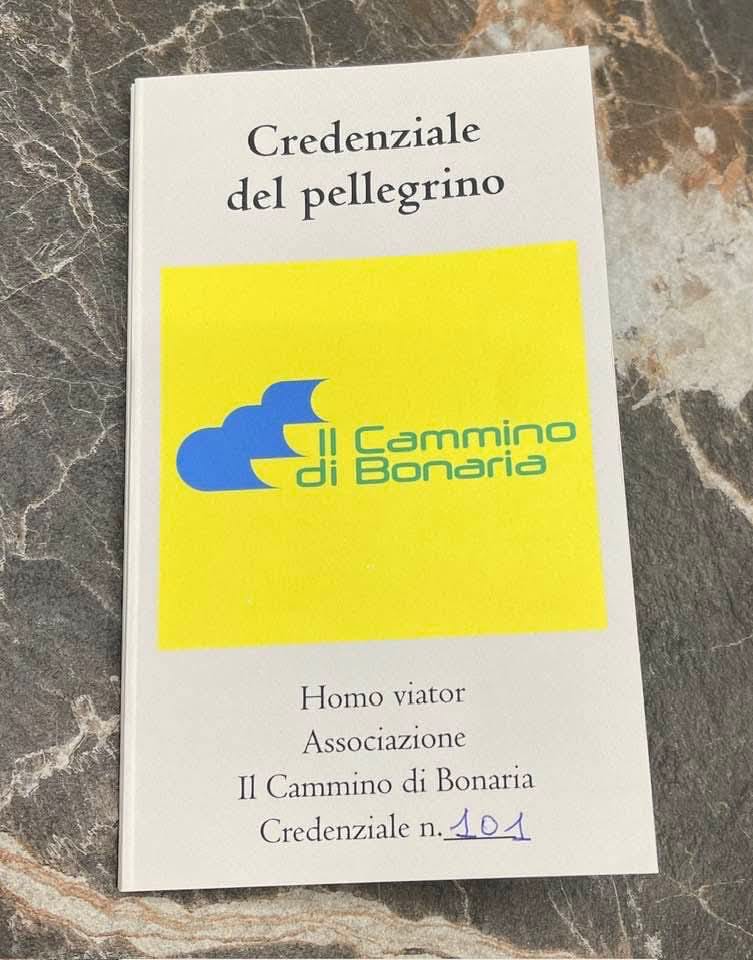 Credenziale
del pellegrino
Il Cammino
di Bonaria
Homo viator
Associazione
Il Cammino di Bonaria
Credenziale n. 101